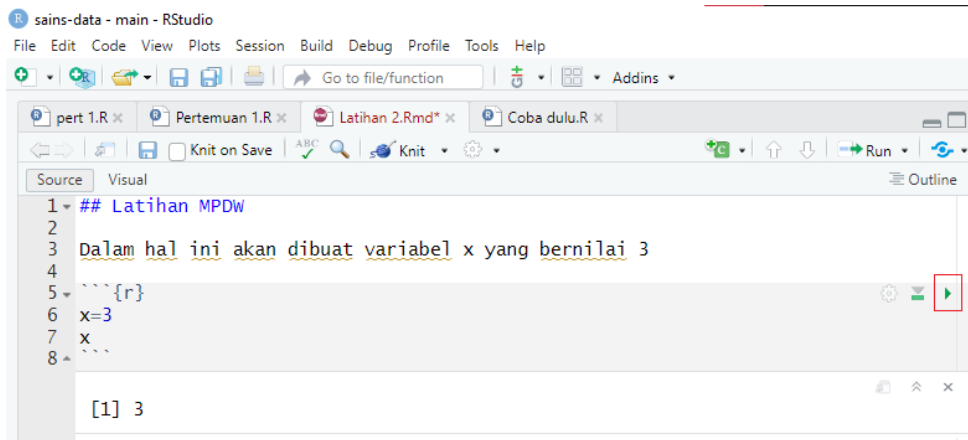 R sains-data - main - RStudio
File Edit Code View Plots Session Build Debug Profile Tools Help
Go to file/function Addins
pert 1.R Pertemuan 1.R Latihan 2.Rmd* Coba dulu.R
Knit on Save ABC Knit Run
Source Visual Outline
1 ## Latihan MPDW
2
3 Dalam hal ini akan dibuat variabel x yang bernilai 3
4
5 ```{r}
6 x=3
7 x
8 ```
[1] 3